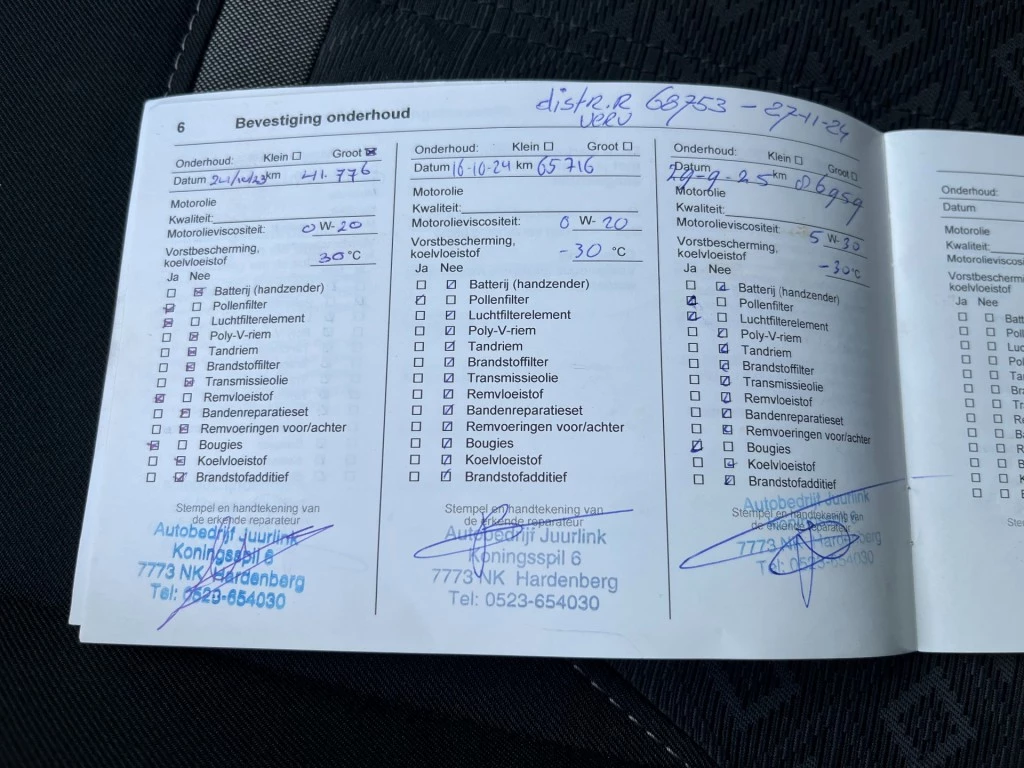 distr.R 68753 - 27-11-24
verv
6 Bevestiging onderhoud
Onderhoud: Klein ☐ Groot ☒
Datum 24/10/23 km 41.776
Motorolie
Kwaliteit:
Motorolieviscositeit: 0 W-20
Vorstbescherming,
koelvloeistof 30 °C
Ja Nee
☐ ☒ Batterij (handzender)
☒ ☐ Pollenfilter
☒ ☐ Luchtfilterelement
☐ ☒ Poly-V-riem
☐ ☒ Tandriem
☐ ☒ Brandstoffilter
☐ ☒ Transmissieolie
☒ ☐ Remvloeistof
☐ ☒ Bandenreparatieset
☐ ☒ Remvoeringen voor/achter
☒ ☐ Bougies
☐ ☒ Koelvloeistof
☐ ☒ Brandstofadditief
Stempel en handtekening van
de erkende reparateur
Autobedrijf Juurlink
Koningsspil 6
7773 NK Hardenberg
Tel: 0523-654030
Onderhoud: Klein ☐ Groot ☐
Datum 16-10-24 km 65716
Motorolie
Kwaliteit:
Motorolieviscositeit: 0 W-20
Vorstbescherming,
koelvloeistof -30 °C
Ja Nee
☐ ☑ Batterij (handzender)
☑ ☐ Pollenfilter
☐ ☑ Luchtfilterelement
☐ ☑ Poly-V-riem
☐ ☑ Tandriem
☐ ☑ Brandstoffilter
☐ ☑ Transmissieolie
☐ ☑ Remvloeistof
☐ ☑ Bandenreparatieset
☐ ☑ Remvoeringen voor/achter
☐ ☑ Bougies
☐ ☑ Koelvloeistof
☐ ☑ Brandstofadditief
Stempel en handtekening van
de erkende reparateur
Autobedrijf Juurlink
Koningsspil 6
7773 NK Hardenberg
Tel: 0523-654030
Onderhoud: Klein ☐ Groot ☐
Datum 29-9-25 km 86959
Motorolie
Kwaliteit:
Motorolieviscositeit: 5 W-30
Vorstbescherming,
koelvloeistof -30°C
Ja Nee
☐ ☑ Batterij (handzender)
☑ ☐ Pollenfilter
☑ ☐ Luchtfilterelement
☐ ☑ Poly-V-riem
☐ ☑ Tandriem
☐ ☑ Brandstoffilter
☐ ☑ Transmissieolie
☐ ☑ Remvloeistof
☐ ☑ Bandenreparatieset
☐ ☑ Remvoeringen voor/achter
☑ ☐ Bougies
☐ ☑ Koelvloeistof
☐ ☑ Brandstofadditief
Autobedrijf Juurlink
Stempel en handtekening van
de erkende reparateur
7773 NK Hardenberg
Tel: 0523-654030
Onderhoud:
Datum
Motorolie
Kwaliteit:
Ja Nee